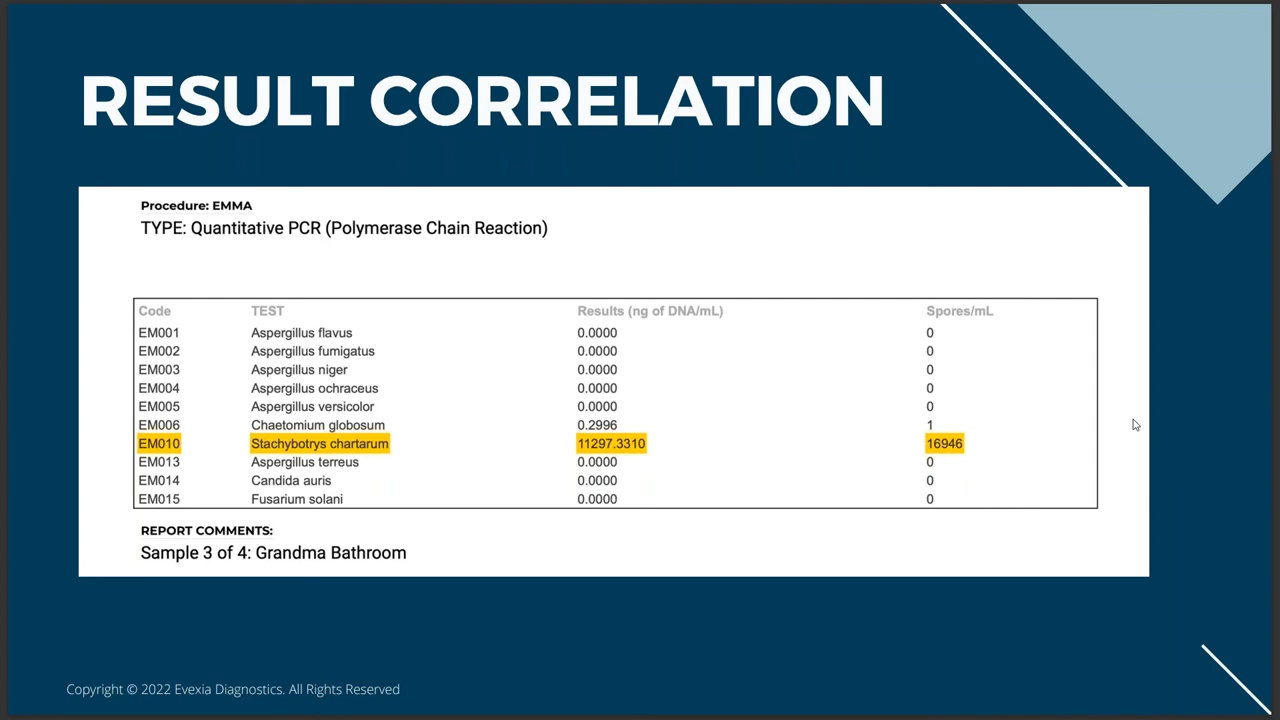 RESULT CORRELATION
Procedure: EMMA
TYPE: Quantitative PCR (Polymerase Chain Reaction)
Code TEST Results (ng of DNA/mL) Spores/mL
EM001 Aspergillus flavus 0.0000 0
EM002 Aspergillus fumigatus 0.0000 0
EM003 Aspergillus niger 0.0000 0
EM004 Aspergillus ochraceus 0.0000 0
EM005 Aspergillus versicolor 0.0000 0
EM006 Chaetomium globosum 0.2996 1
EM010 Stachybotrys chartarum 11297.3310 16946
EM013 Aspergillus terreus 0.0000 0
EM014 Candida auris 0.0000 0
EM015 Fusarium solani 0.0000 0
REPORT COMMENTS:
Sample 3 of 4: Grandma Bathroom
Copyright © 2022 Evexia Diagnostics. All Rights Reserved